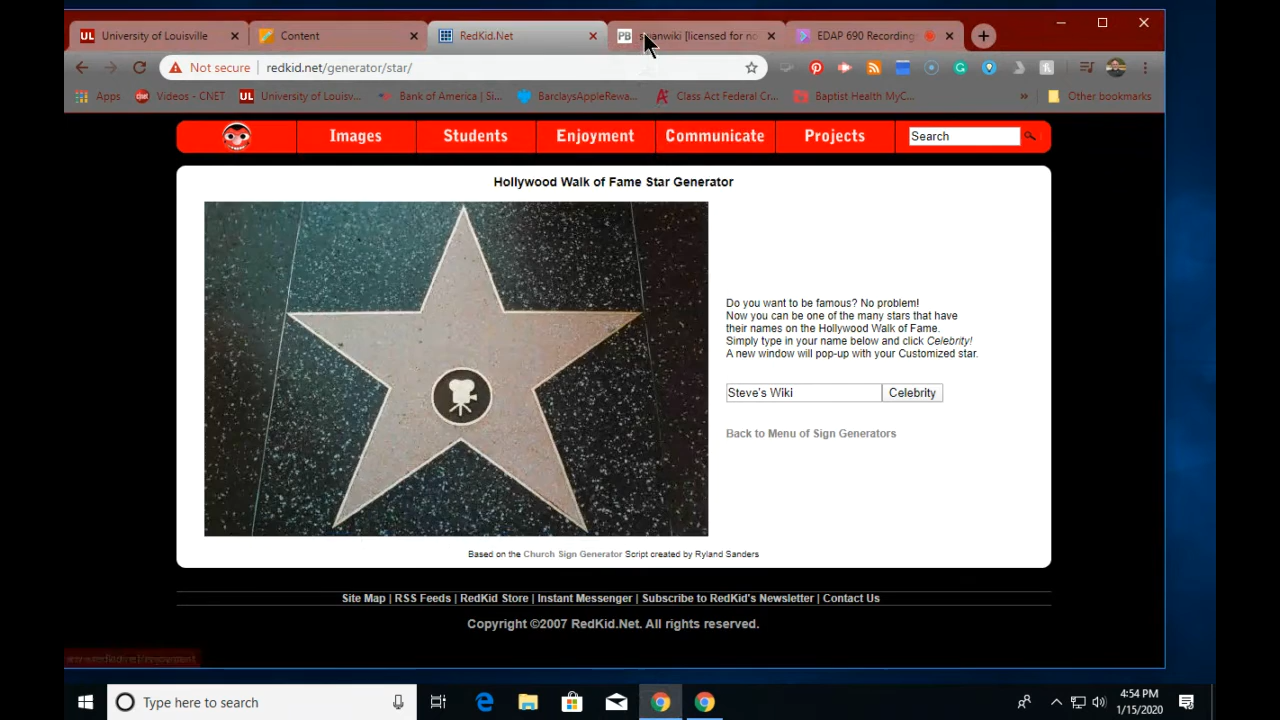 UL University of Louisville
Content
RedKid.Net
PB
[licensed for no
EDAP 690 Recording
Not secure
redkid.net/generator/star/
Apps
cnet Videos - CNET
UL University of Louisv...
Bank of America | Si...
BarclaysAppleRewa...
Class Act Federal Cr...
Baptist Health MyC...
»
Other bookmarks
Images
Students
Enjoyment
Communicate
Projects
Search
Hollywood Walk of Fame Star Generator
Do you want to be famous? No problem!
Now you can be one of the many stars that have
their names on the Hollywood Walk of Fame.
Simply type in your name below and click Celebrity!
A new window will pop-up with your Customized star.
Steve's Wiki
Celebrity
Back to Menu of Sign Generators
Based on the Church Sign Generator Script created by Ryland Sanders
Site Map | RSS Feeds | RedKid Store | Instant Messenger | Subscribe to RedKid's Newsletter | Contact Us
Copyright ©2007 RedKid.Net. All rights reserved.
Type here to search
4:54 PM
1/15/2020